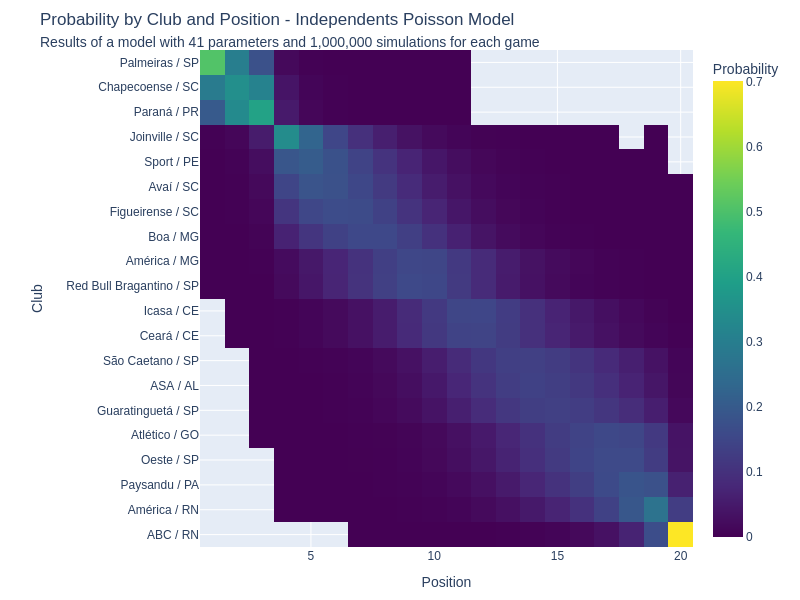 Probability by Club and Position - Independents Poisson Model
Results of a model with 41 parameters and 1,000,000 simulations for each game
Palmeiras / SP
Chapecoense / SC
Paraná / PR
Joinville / SC
Sport / PE
Avaí / SC
Figueirense / SC
Boa / MG
América / MG
Red Bull Bragantino / SP
Icasa / CE
Ceará / CE
São Caetano / SP
ASA / AL
Guaratinguetá / SP
Atlético / GO
Oeste / SP
Paysandu / PA
América / RN
ABC / RN
Club
5
10
15
20
Position
Probability
0.7
0.6
0.5
0.4
0.3
0.2
0.1
0